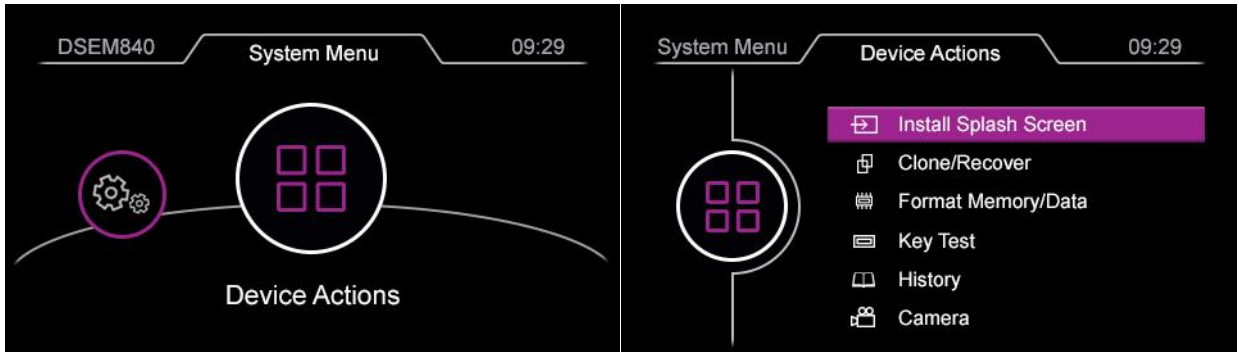 DSEM840 System Menu 09:29
Device Actions
System Menu Device Actions 09:29
Install Splash Screen
Clone/Recover
Format Memory/Data
Key Test
History
Camera